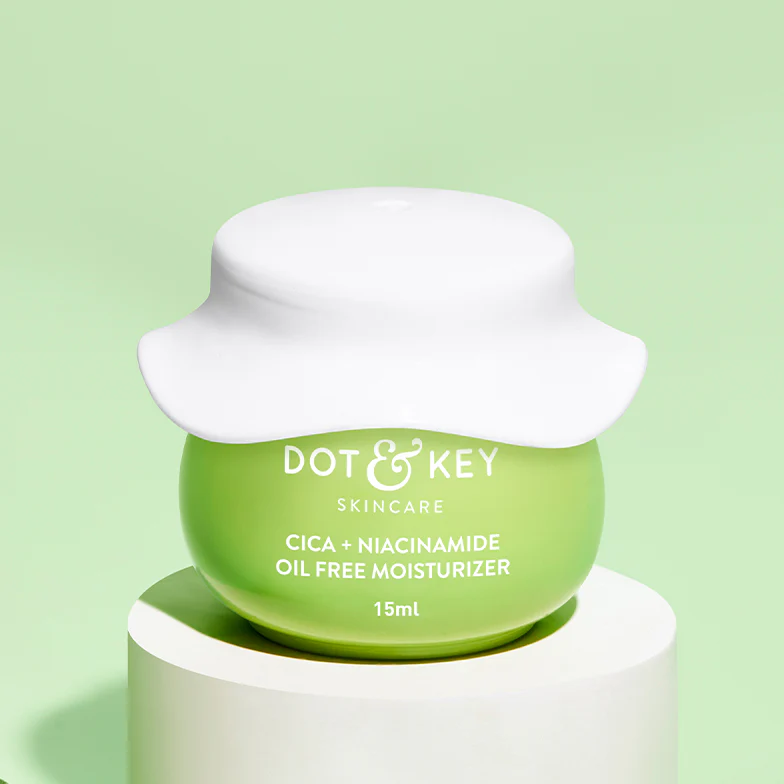 DOT & KEY
SKINCARE
CICA + NIACINAMIDE
OIL FREE MOISTURIZER
15ml